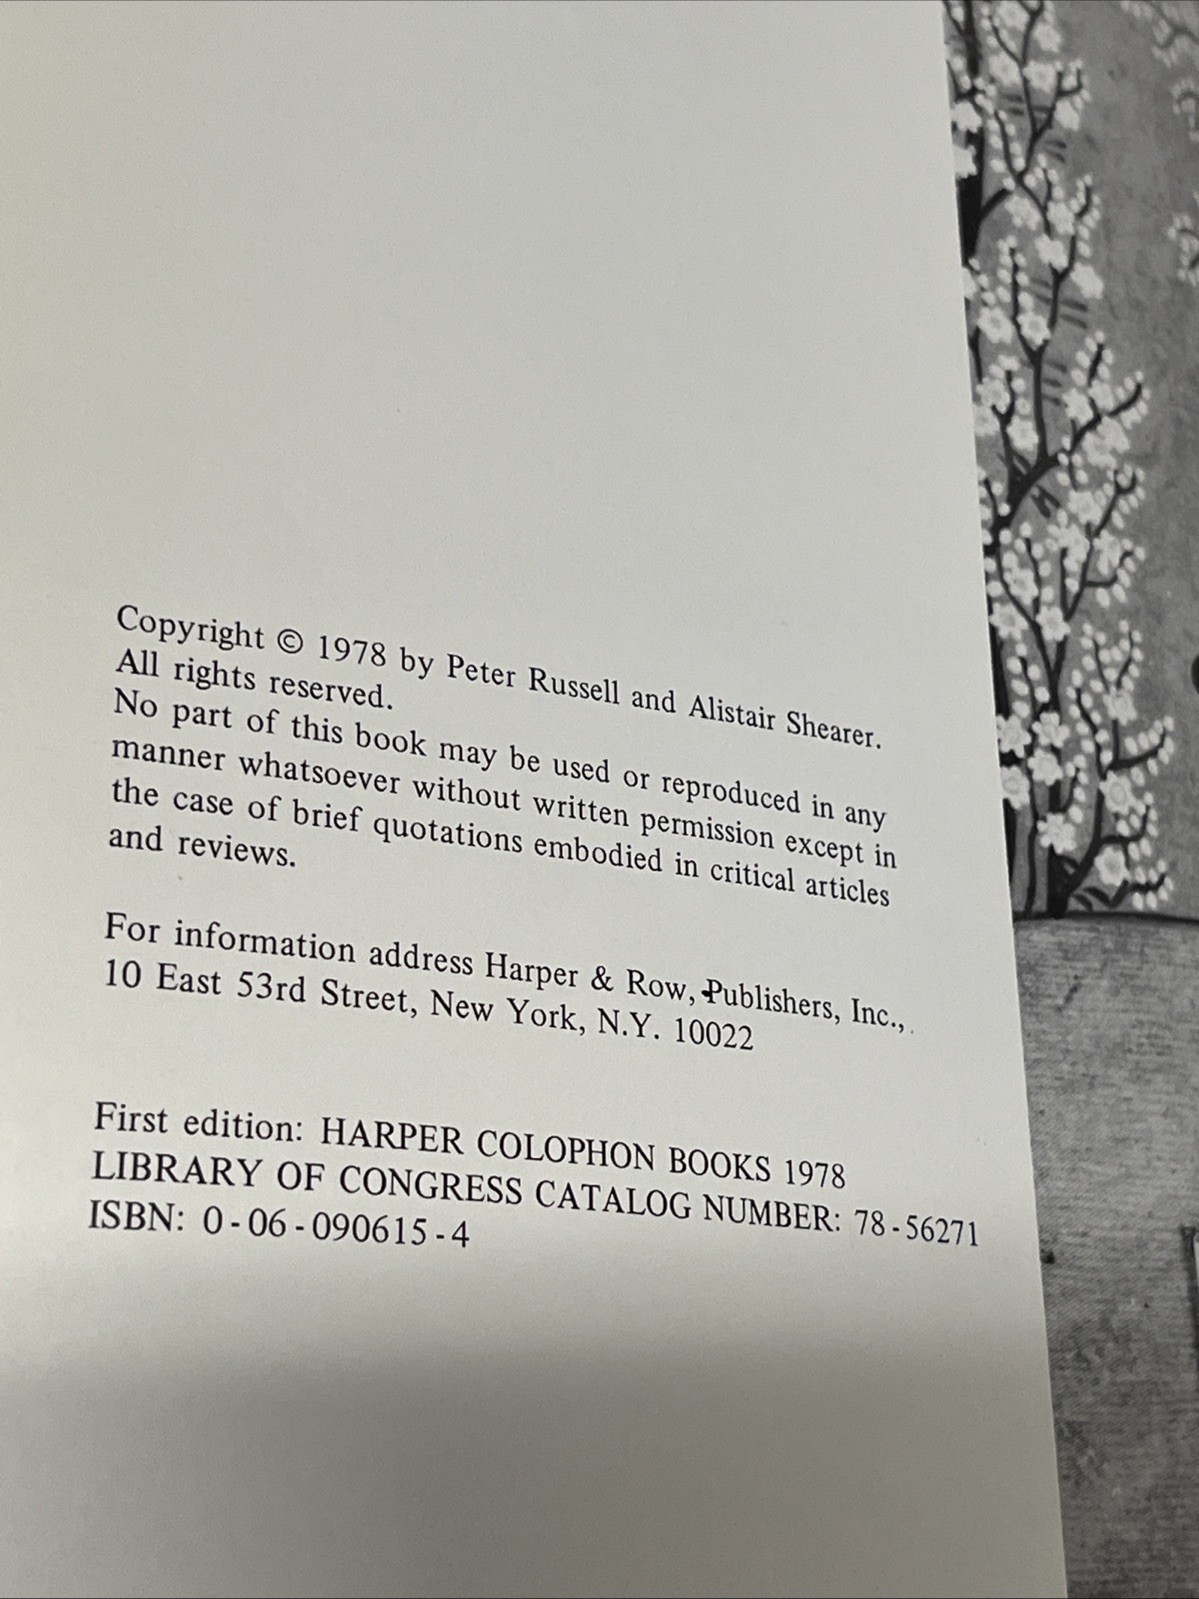 Copyright © 1978 by Peter Russell and Alistair Shearer.
All rights reserved.
No part of this book may be used or reproduced in any
manner whatsoever without written permission except in
the case of brief quotations embodied in critical articles
and reviews.
For information address Harper & Row, Publishers, Inc.,
10 East 53rd Street, New York, N.Y. 10022
First edition: HARPER COLOPHON BOOKS 1978
LIBRARY OF CONGRESS CATALOG NUMBER: 78-56271
ISBN: 0-06-090615-4